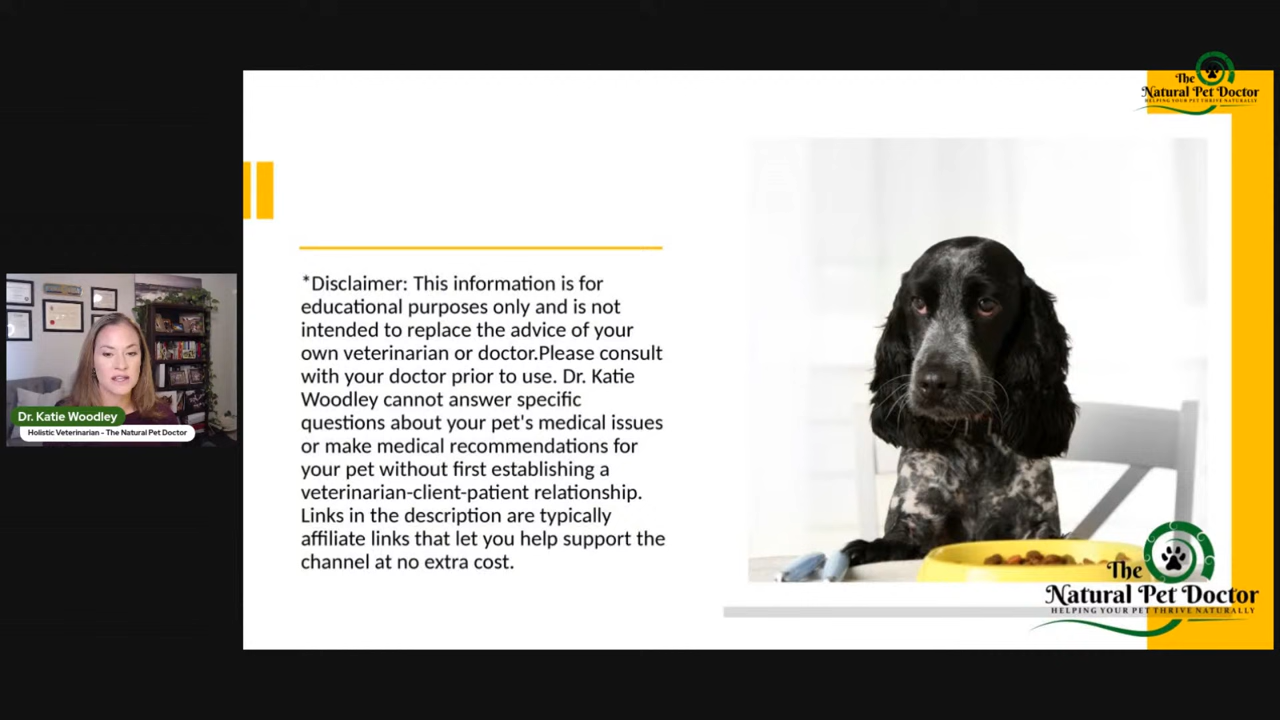 The
Natural Pet Doctor
HELPING YOUR PET THRIVE NATURALLY
*Disclaimer: This information is for
educational purposes only and is not
intended to replace the advice of your
own veterinarian or doctor.Please consult
with your doctor prior to use. Dr. Katie
Woodley cannot answer specific
questions about your pet's medical issues
or make medical recommendations for
your pet without first establishing a
veterinarian-client-patient relationship.
Links in the description are typically
affiliate links that let you help support the
channel at no extra cost.
Dr. Katie Woodley
Holistic Veterinarian - The Natural Pet Doctor
The
Natural Pet Doctor
HELPING YOUR PET THRIVE NATURALLY